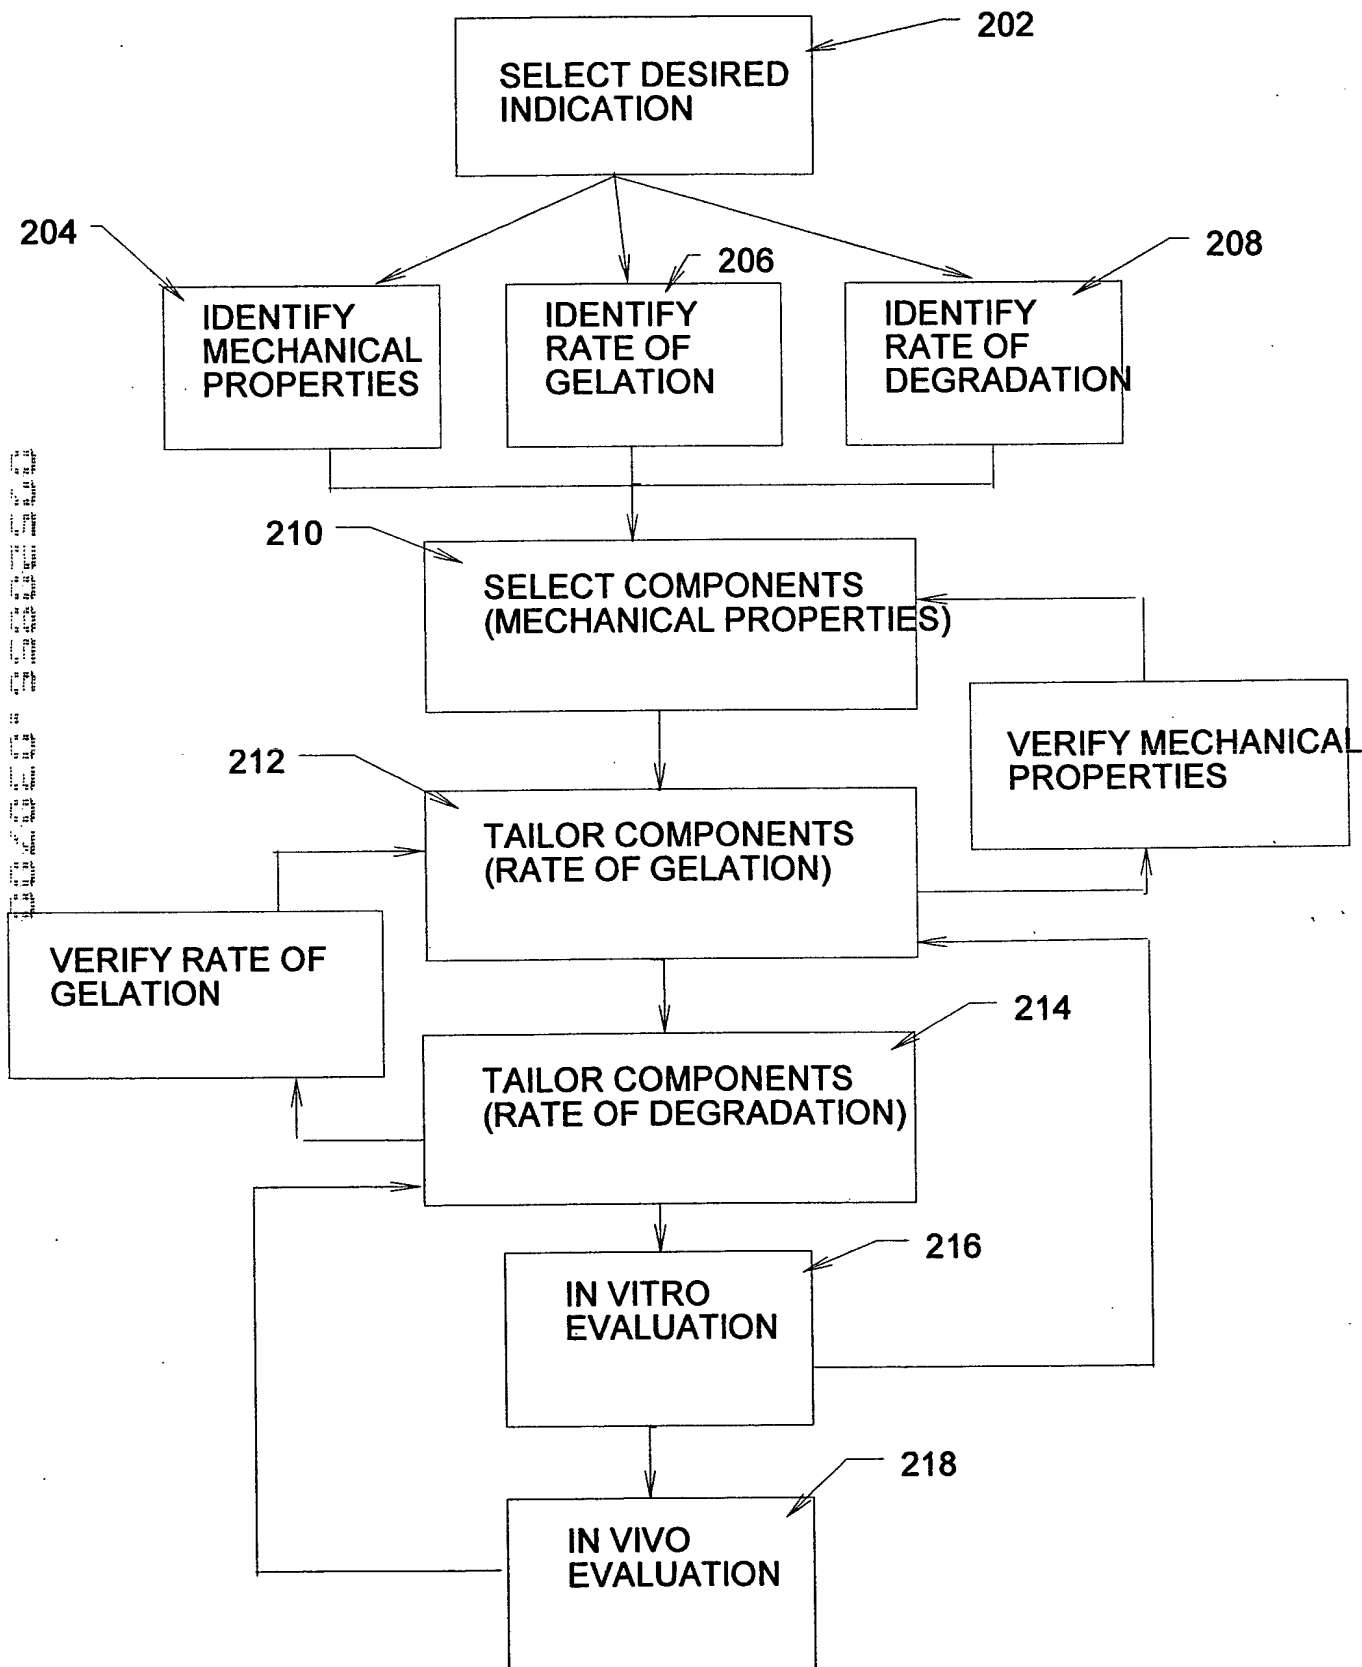 202
SELECT DESIRED
INDICATION
204
206
208
IDENTIFY
MECHANICAL
PROPERTIES
IDENTIFY
RATE OF
GELATION
IDENTIFY
RATE OF
DEGRADATION
210
SELECT COMPONENTS
(MECHANICAL PROPERTIES)
VERIFY MECHANICAL
PROPERTIES
212
TAILOR COMPONENTS
(RATE OF GELATION)
VERIFY RATE OF
GELATION
214
TAILOR COMPONENTS
(RATE OF DEGRADATION)
216
IN VITRO
EVALUATION
218
IN VIVO
EVALUATION